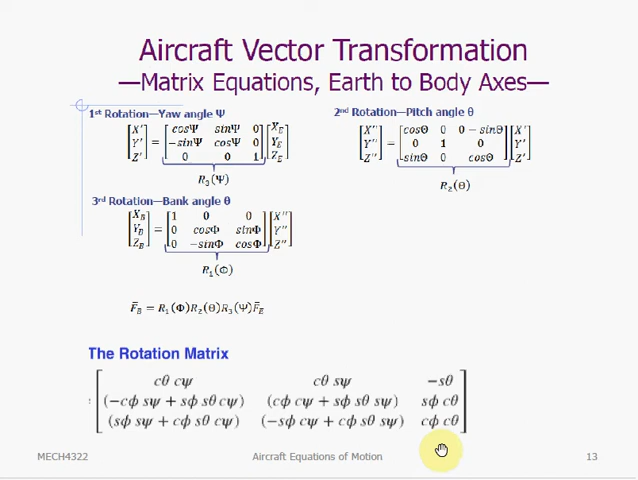 Aircraft Vector Transformation
—Matrix Equations, Earth to Body Axes—
1st Rotation—Yaw angle Ψ
[X′ Y′ Z′] = [cosΨ sinΨ 0; −sinΨ cosΨ 0; 0 0 1] [X_E Y_E Z_E]
R₃(Ψ)
2nd Rotation—Pitch angle θ
[X″ Y″ Z″] = [cosΘ 0 0 − sinΘ; 0 1 0; sinΘ 0 cosΘ] [X′ Y′ Z′]
R₂(Θ)
3rd Rotation—Bank angle θ
[X_B Y_B Z_B] = [1 0 0; 0 cosΦ sinΦ; 0 −sinΦ cosΦ] [X″ Y″ Z″]
R₁(Φ)
F̄_B = R₁(Φ)R₂(Θ)R₃(Ψ)F̄_E
The Rotation Matrix
cθ cψ cθ sψ −sθ
(−cϕ sψ + sϕ sθ cψ) (cϕ cψ + sϕ sθ sψ) sϕ cθ
(sϕ sψ + cϕ sθ cψ) (−sϕ cψ + cϕ sθ sψ) cϕ cθ
MECH4322 Aircraft Equations of Motion 13